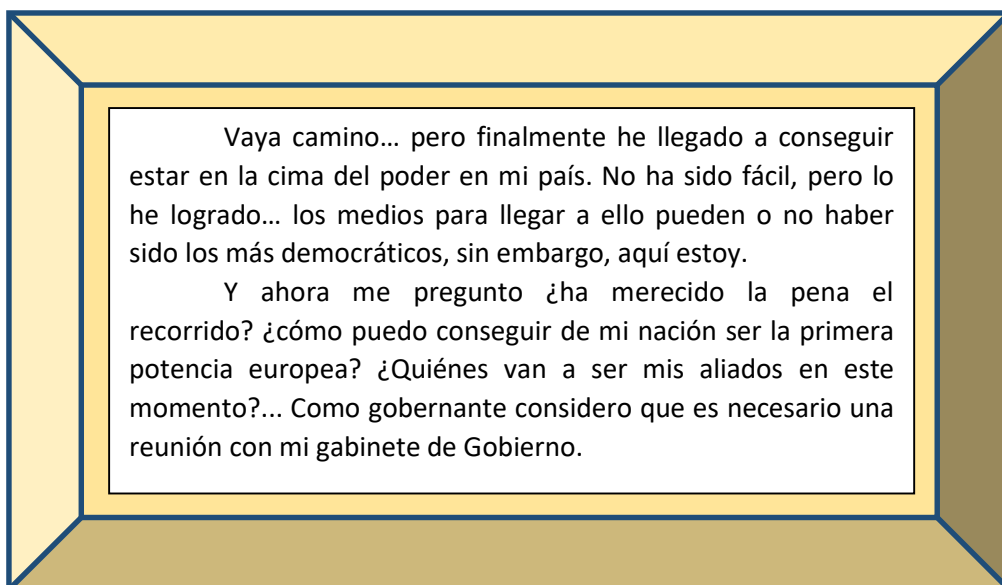 Vaya camino… pero finalmente he llegado a conseguir
estar en la cima del poder en mi país. No ha sido fácil, pero lo
he logrado… los medios para llegar a ello pueden o no haber
sido los más democráticos, sin embargo, aquí estoy.
Y ahora me pregunto ¿ha merecido la pena el
recorrido? ¿cómo puedo conseguir de mi nación ser la primera
potencia europea? ¿Quiénes van a ser mis aliados en este
momento?... Como gobernante considero que es necesario una
reunión con mi gabinete de Gobierno.